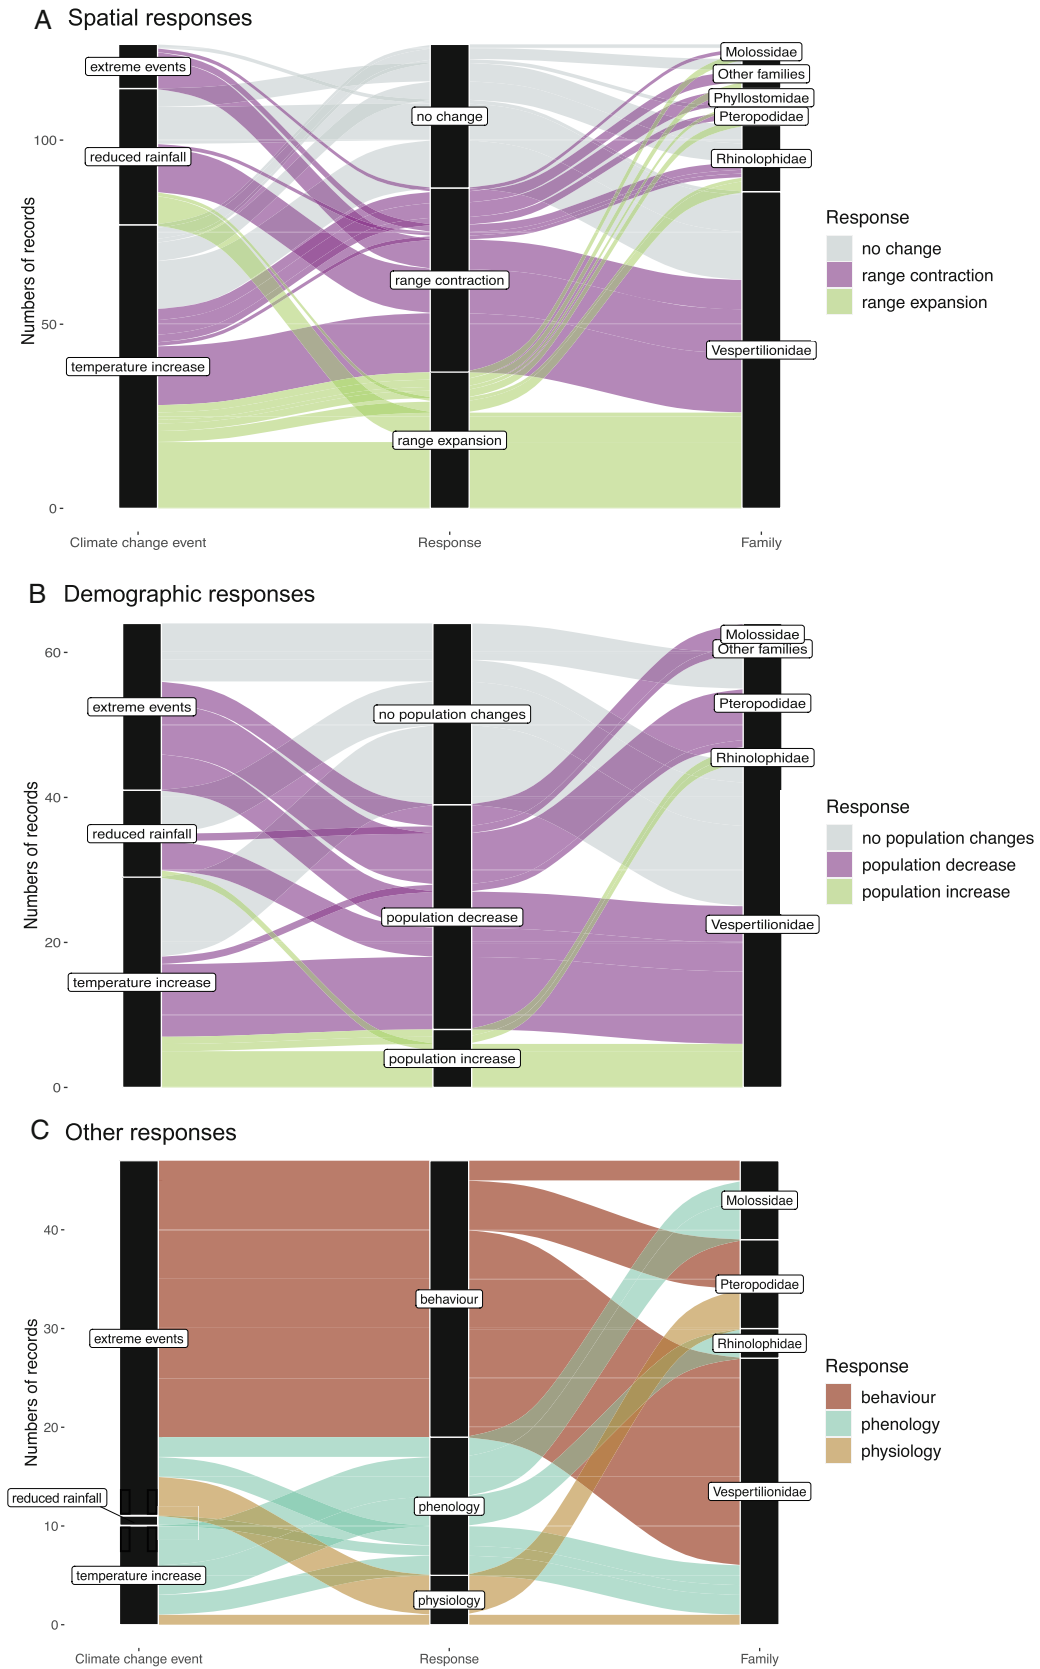 A Spatial responses
Numbers of records
100
50
0
extreme events
reduced rainfall
temperature increase
no change
range contraction
range expansion
Molossidae
Other families
Phyllostomidae
Pteropodidae
Rhinolophidae
Vespertilionidae
Climate change event
Response
Family
Response
no change
range contraction
range expansion
B Demographic responses
Numbers of records
60
40
20
0
extreme events
reduced rainfall
temperature increase
no population changes
population decrease
population increase
Molossidae
Other families
Pteropodidae
Rhinolophidae
Vespertilionidae
Response
no population changes
population decrease
population increase
C Other responses
Numbers of records
40
30
20
10
0
extreme events
reduced rainfall
temperature increase
behaviour
phenology
physiology
Molossidae
Pteropodidae
Rhinolophidae
Vespertilionidae
Climate change event
Response
Family
Response
behaviour
phenology
physiology